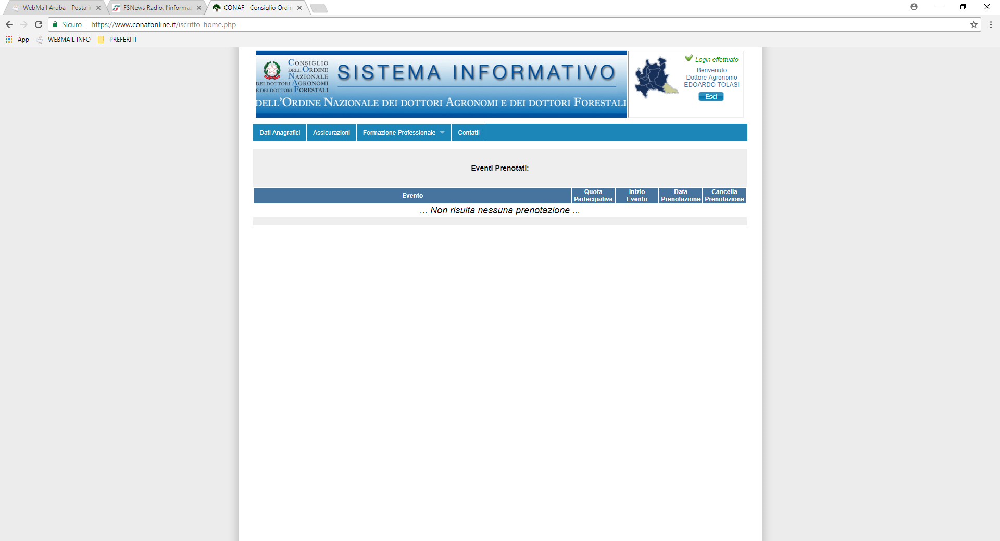 WebMail Aruba - Posta in
FSNews Radio, l'informaz
CONAF - Consiglio Ordin
Sicuro
https://www.conafonline.it/iscritto_home.php
App
WEBMAIL INFO
PREFERITI
CONSIGLIO
DELL'ORDINE
NAZIONALE
DEI DOTTORI AGRONOMI
E DEI DOTTORI FORESTALI
SISTEMA INFORMATIVO
DELL'ORDINE NAZIONALE DEI DOTTORI AGRONOMI E DEI DOTTORI FORESTALI
Login effettuato
Benvenuto
Dottore Agronomo
EDOARDO TOLASI
Esci
Dati Anagrafici
Assicurazioni
Formazione Professionale
Contatti
Eventi Prenotati:
Evento
Quota
Partecipativa
Inizio
Evento
Data
Prenotazione
Cancella
Prenotazione
... Non risulta nessuna prenotazione ...